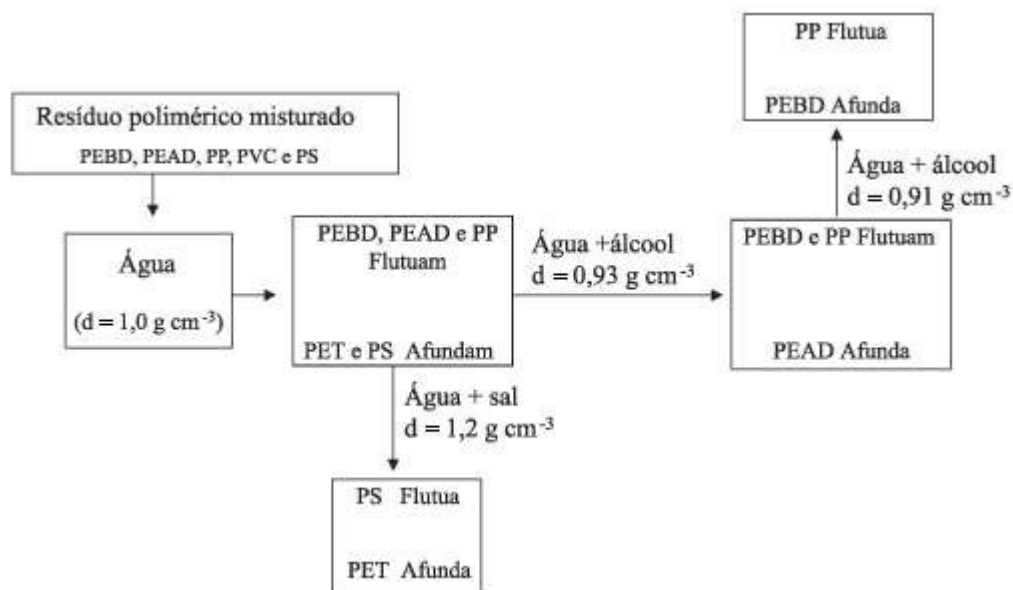 Resíduo polimérico misturado
PEBD, PEAD, PP, PVC e PS
Água
(d = 1,0 g cm-3)
PEBD, PEAD e PP
Flutuam
PET e PS Afundam
Água + sal
d = 1,2 g cm-3
PS Flutua
PET Afunda
Água +álcool
d = 0,93 g cm-3
PEBD e PP Flutuam
PEAD Afunda
Água + álcool
d = 0,91 g cm-3
PP Flutua
PEBD Afunda